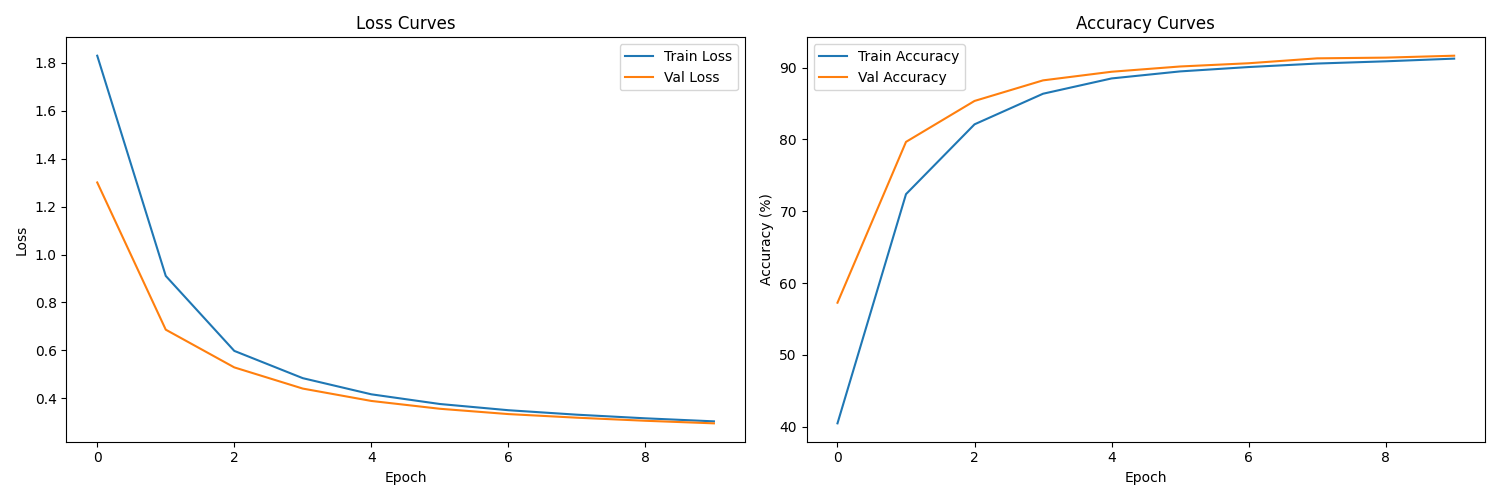 Loss Curves
Train Loss
Val Loss
1.8
1.6
1.4
1.2
1.0
0.8
0.6
0.4
Loss
0 2 4 6 8
Epoch
Accuracy Curves
Train Accuracy
Val Accuracy
90
80
70
60
50
40
Accuracy (%)
0 2 4 6 8
Epoch